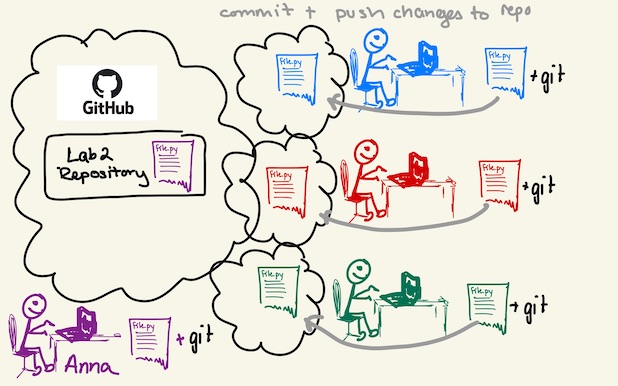 commit + push changes to repo
GitHub
Lab 2
Repository
File.py
File.py
File.py
+ git
File.py
File.py
+ git
File.py
File.py
+ git
File.py
+ git
Anna